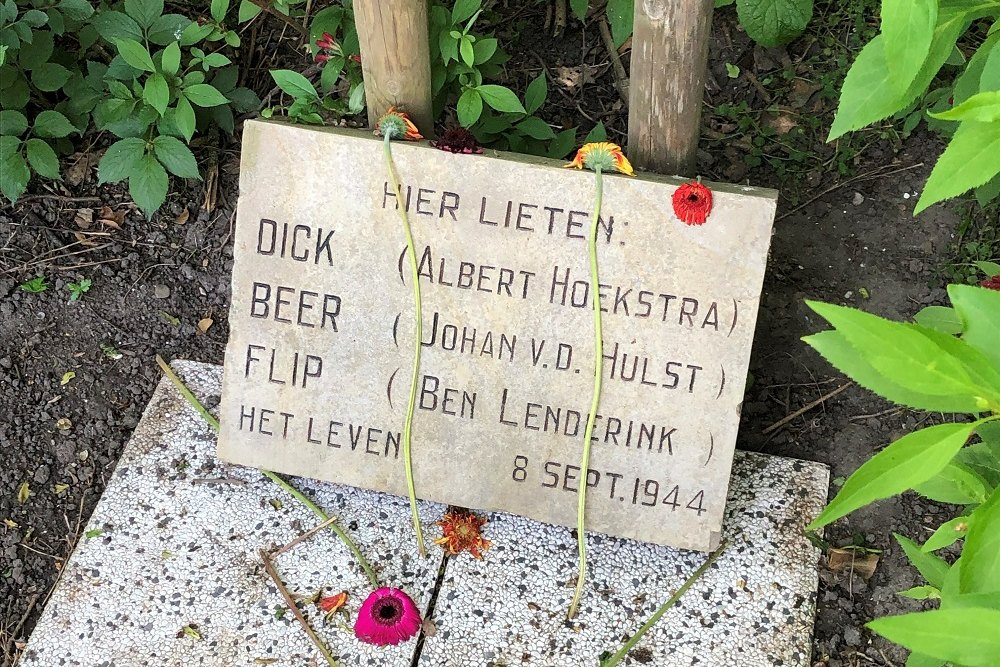 HIER LIETEN:
DICK (ALBERT HOEKSTRA)
BEER (JOHAN V.D. HULST)
FLIP (BEN LENDERINK)
HET LEVEN 8 SEPT. 1944